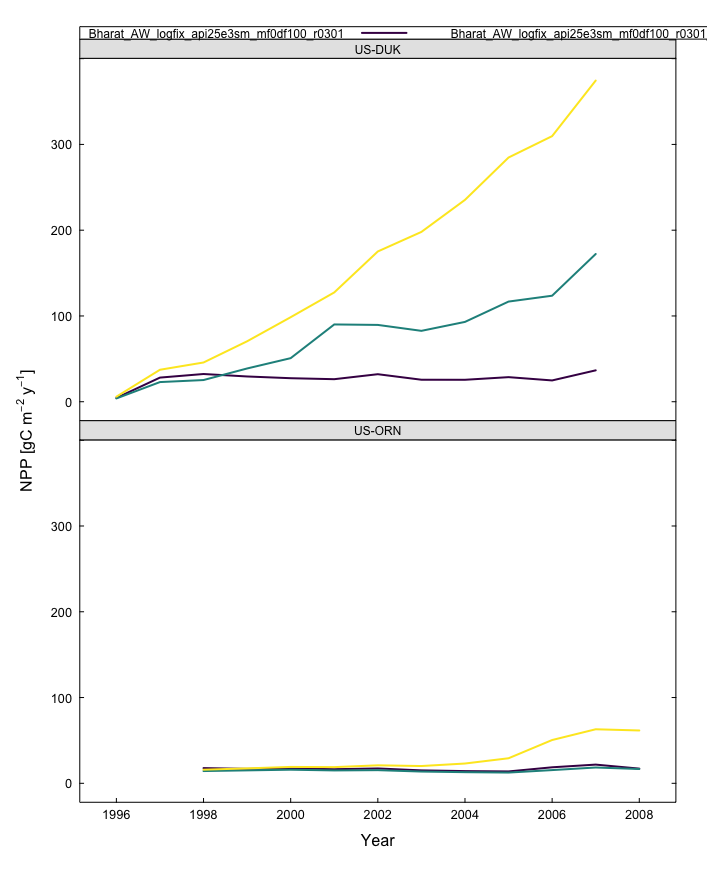 Bharat_AW_logfix_api25e3sm_mf0df100_r0301 Bharat_AW_logfix_api25e3sm_mf0df100_r0301_
US-DUK
300
200
100
0
US-ORN
300
200
100
0
NPP [gC m⁻² y⁻¹]
1996 1998 2000 2002 2004 2006 2008
Year